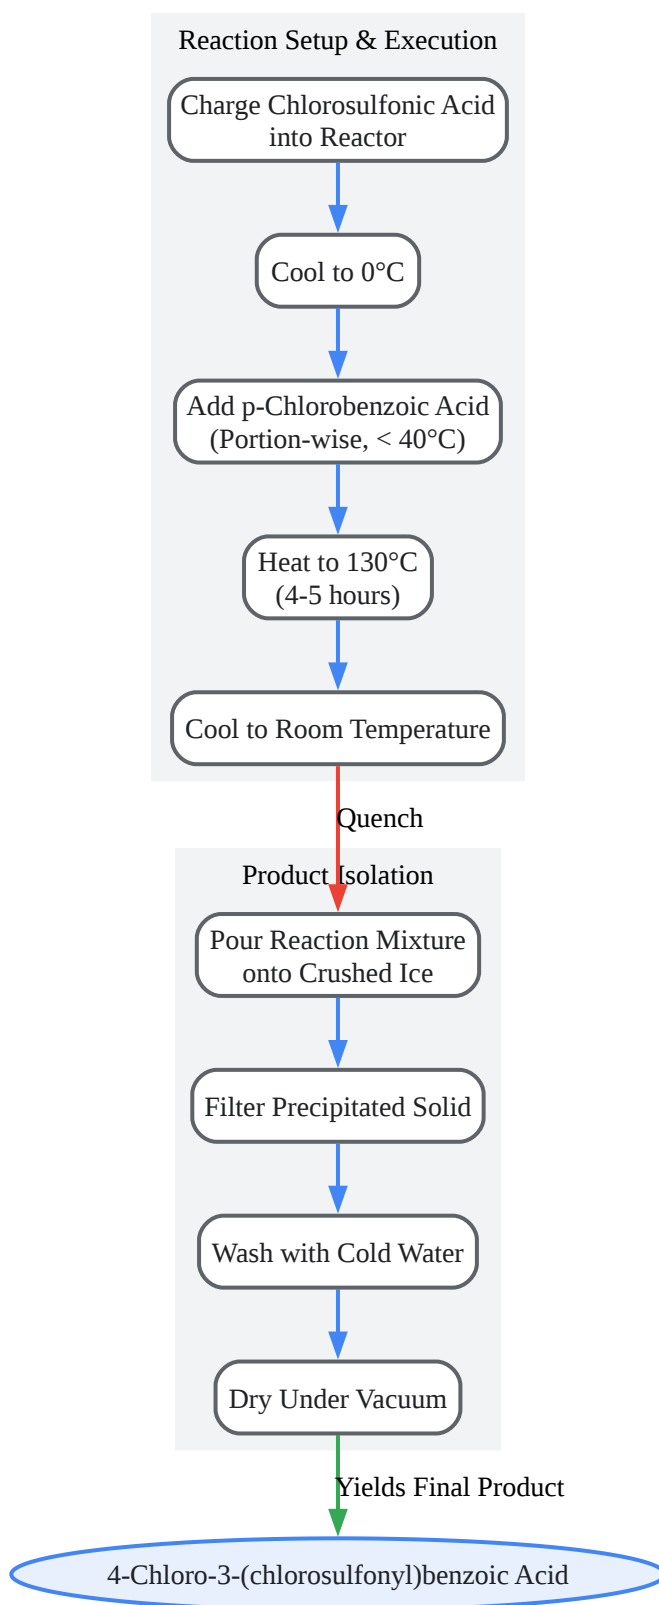 Reaction Setup & Execution
Charge Chlorosulfonic Acid
into Reactor
Cool to 0°C
Add p-Chlorobenzoic Acid
(Portion-wise, < 40°C)
Heat to 130°C
(4-5 hours)
Cool to Room Temperature
Quench
Product Isolation
Pour Reaction Mixture
onto Crushed Ice
Filter Precipitated Solid
Wash with Cold Water
Dry Under Vacuum
Yields Final Product
4-Chloro-3-(chlorosulfonyl)benzoic Acid